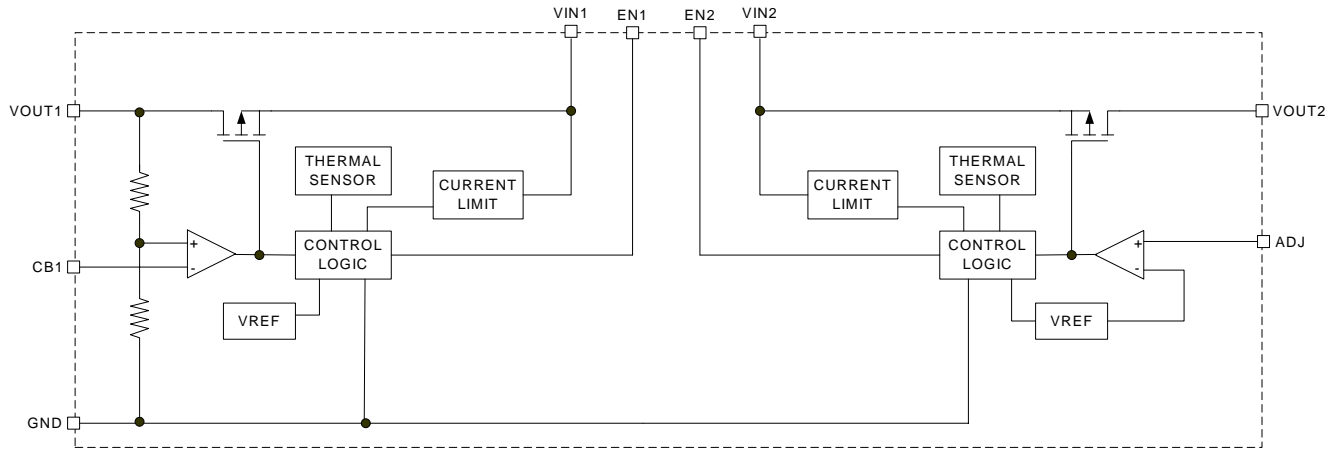 VIN1
EN1
EN2
VIN2
VOUT1
VOUT2
THERMAL
SENSOR
CURRENT
LIMIT
CURRENT
LIMIT
THERMAL
SENSOR
CB1
+
-
CONTROL
LOGIC
CONTROL
LOGIC
+
-
ADJ
VREF
VREF
GND